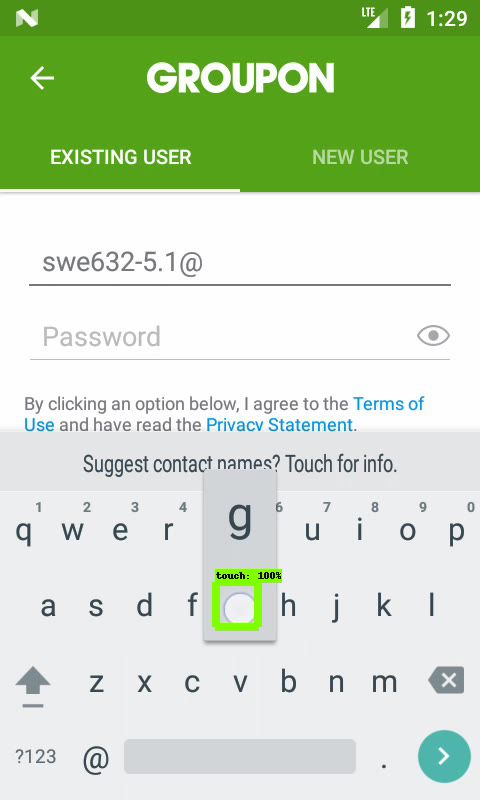 LTE 1:29
GROUPON
EXISTING USER NEW USER
swe632-5.1@
Password
By clicking an option below, I agree to the Terms of
Use and have read the Privacy Statement.
Suggest contact names? Touch for info.
1 2 3 4 6 7 8 9 0
q w e r g u i o p
touch: 100%
a s d f h j k l
z x c v b n m
?123 @ .